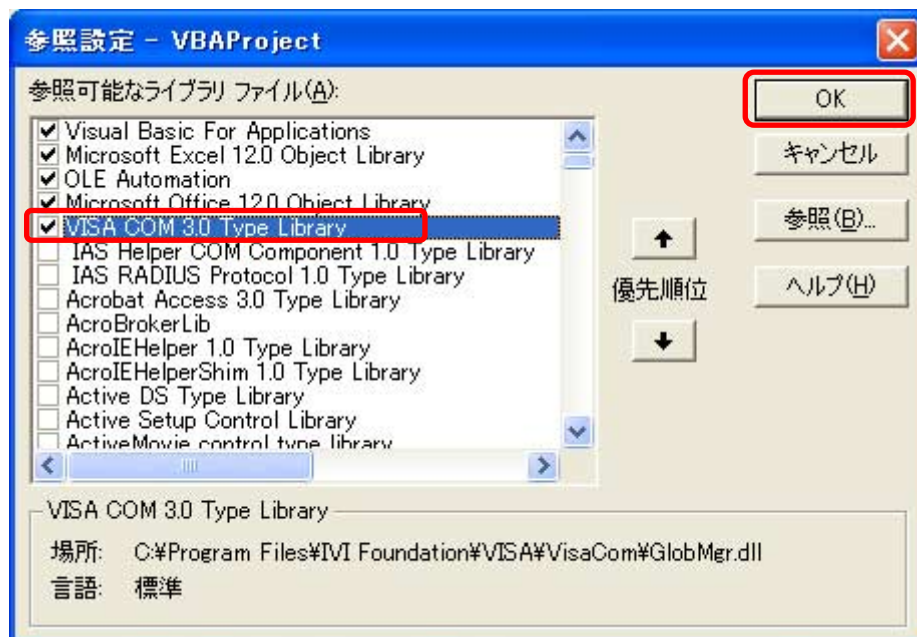 参照設定 - VBAProject
参照可能なライブラリ ファイル(A):
Visual Basic For Applications
Microsoft Excel 12.0 Object Library
OLE Automation
Microsoft Office 12.0 Object Library
VISA COM 3.0 Type Library
IAS Helper COM Component 1.0 Type Library
IAS RADIUS Protocol 1.0 Type Library
Acrobat Access 3.0 Type Library
AcroBrokerLib
AcroIEHelper 1.0 Type Library
AcroIEHelperShim 1.0 Type Library
Active DS Type Library
Active Setup Control Library
ActiveMovie control type library
優先順位
OK
キャンセル
参照(B)...
ヘルプ(H)
VISA COM 3.0 Type Library
場所: C:¥Program Files¥IVI Foundation¥VISA¥VisaCom¥GlobMgr.dll
言語: 標準